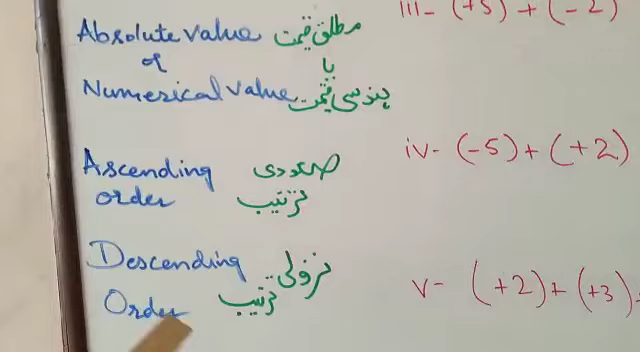 Absolute value مطلق قیمت
or یا
Numerical value ہندسی قیمت
Ascending صعودی
order ترتیب
Descending نزولی
Order ترتیب
iii- (+5) + (-2)
iv- (-5) + (+2)
v- (+2) + (+3)